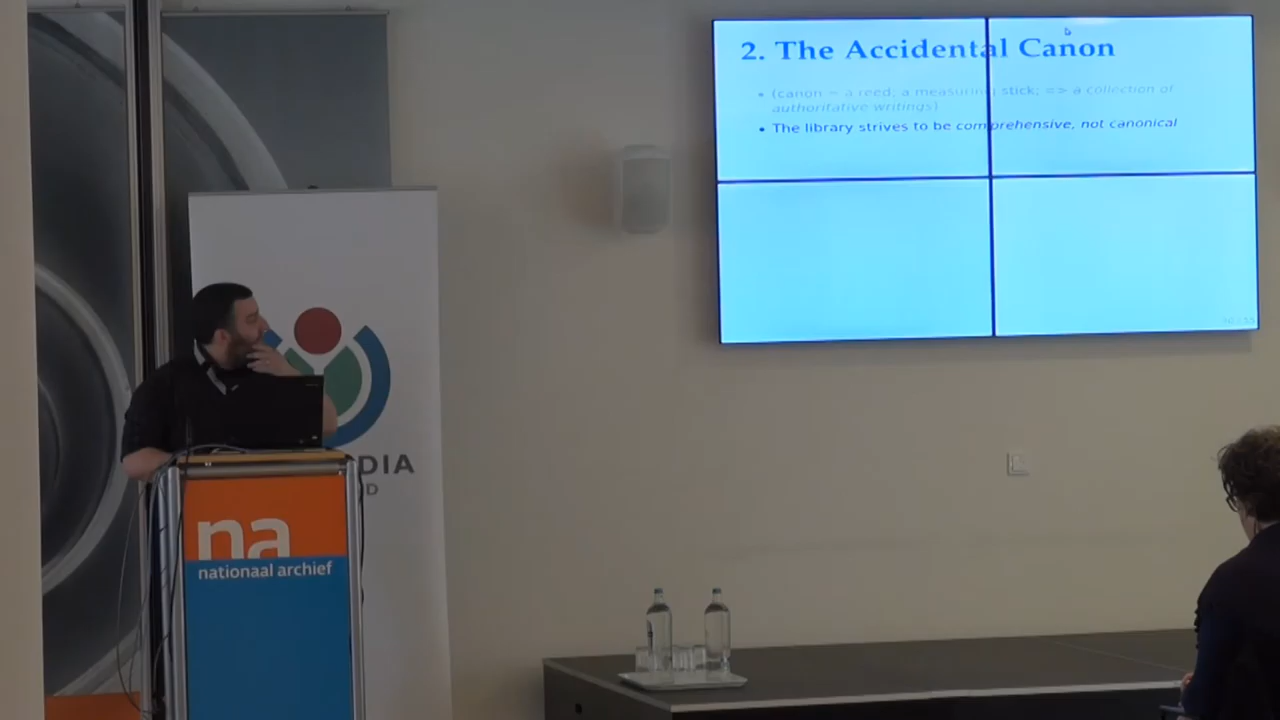 2. The Accidental Canon
• (canon = a reed; a measuring stick; => a collection of
authoritative writings)
• The library strives to be comprehensive, not canonical
DIA
D
na
nationaal archief